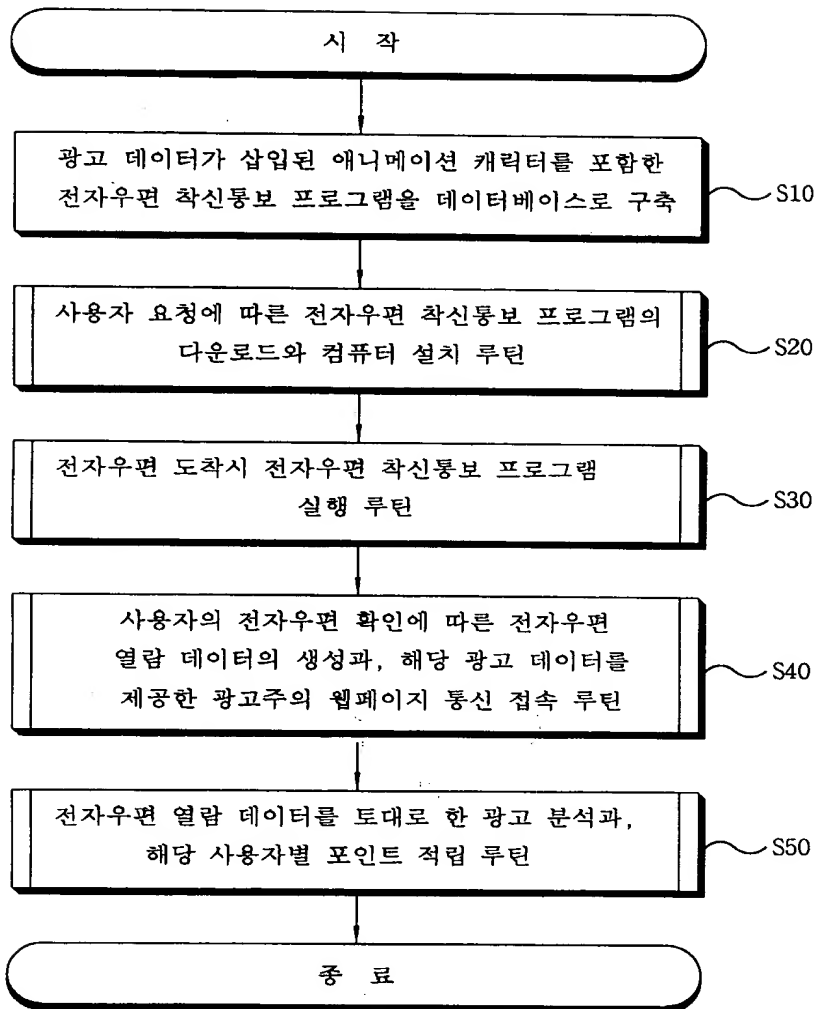 시 작
광고 데이터가 삽입된 애니메이션 캐릭터를 포함한
전자우편 착신통보 프로그램을 데이터베이스로 구축
S10
사용자 요청에 따른 전자우편 착신통보 프로그램의
다운로드와 컴퓨터 설치 루틴
S20
전자우편 도착시 전자우편 착신통보 프로그램
실행 루틴
S30
사용자의 전자우편 확인에 따른 전자우편
열람 데이터의 생성과, 해당 광고 데이터를
제공한 광고주의 웹페이지 통신 접속 루틴
S40
전자우편 열람 데이터를 토대로 한 광고 분석과,
해당 사용자별 포인트 적립 루틴
S50
종 료